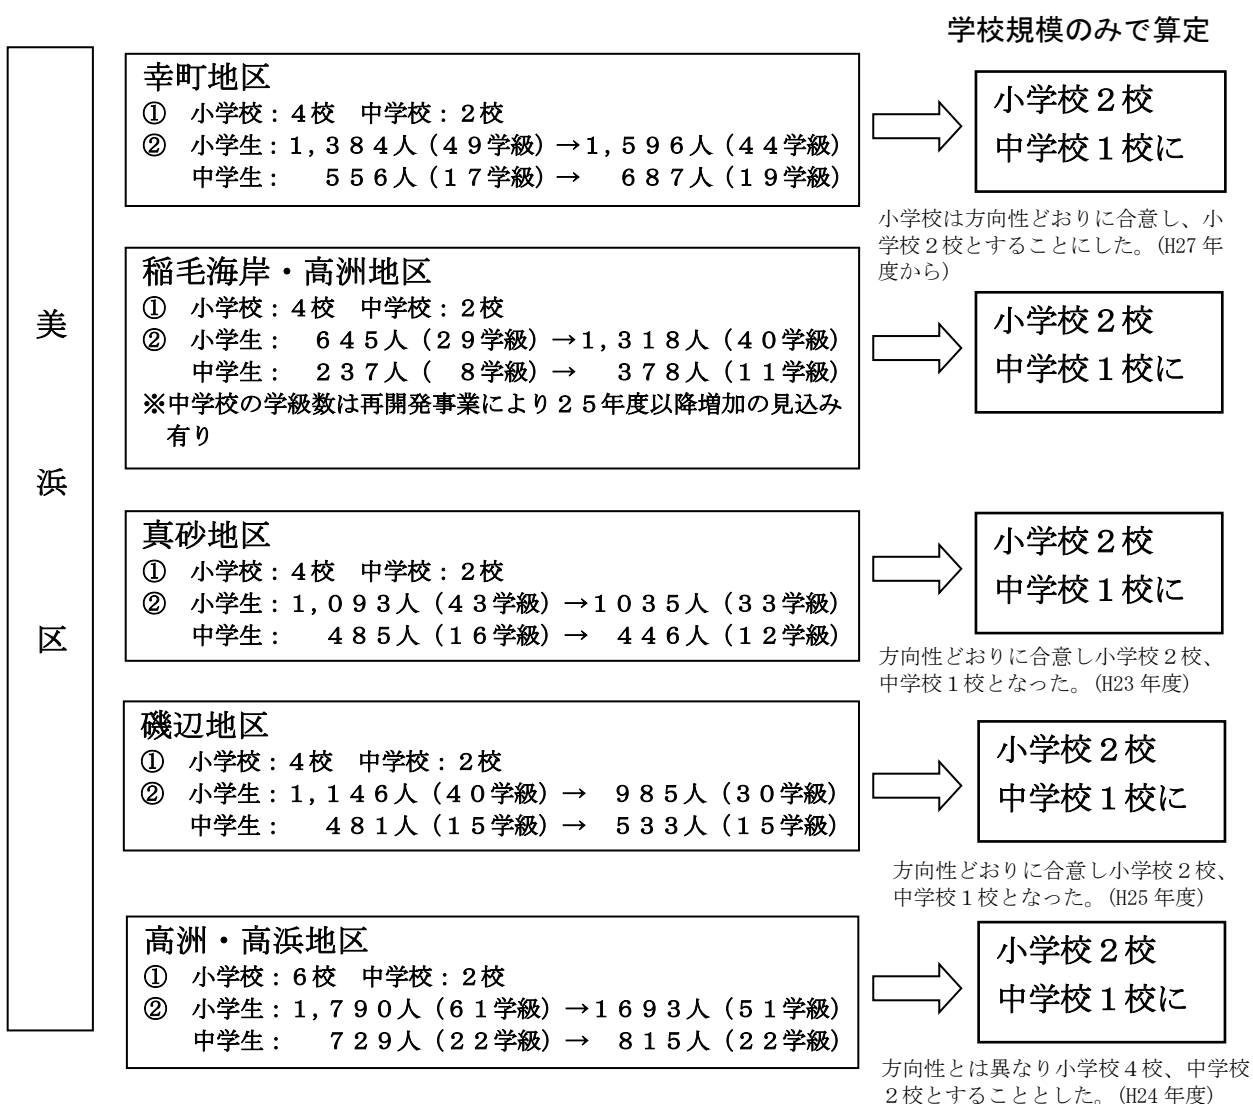 学校規模のみで算定
美浜区
幸町地区
① 小学校：４校 中学校：２校
② 小学生：１,３８４人（４９学級）→１,５９６人（４４学級）
中学生： ５５６人（１７学級）→ ６８７人（１９学級）
小学校２校
中学校１校に
小学校は方向性どおりに合意し、小
学校２校とすることにした。(H27 年
度から)
稲毛海岸・高洲地区
① 小学校：４校 中学校：２校
② 小学生： ６４５人（２９学級）→１,３１８人（４０学級）
中学生： ２３７人（ ８学級）→ ３７８人（１１学級）
※中学校の学級数は再開発事業により２５年度以降増加の見込み
有り
小学校２校
中学校１校に
真砂地区
① 小学校：４校 中学校：２校
② 小学生：１,０９３人（４３学級）→１０３５人（３３学級）
中学生： ４８５人（１６学級）→ ４４６人（１２学級）
小学校２校
中学校１校に
方向性どおりに合意し小学校２校、
中学校１校となった。(H23 年度)
磯辺地区
① 小学校：４校 中学校：２校
② 小学生：１,１４６人（４０学級）→ ９８５人（３０学級）
中学生： ４８１人（１５学級）→ ５３３人（１５学級）
小学校２校
中学校１校に
方向性どおりに合意し小学校２校、
中学校１校となった。(H25 年度)
高洲・高浜地区
① 小学校：６校 中学校：２校
② 小学生：１,７９０人（６１学級）→１６９３人（５１学級）
中学生： ７２９人（２２学級）→ ８１５人（２２学級）
小学校２校
中学校１校に
方向性とは異なり小学校４校、中学校
２校とすることとした。(H24 年度)